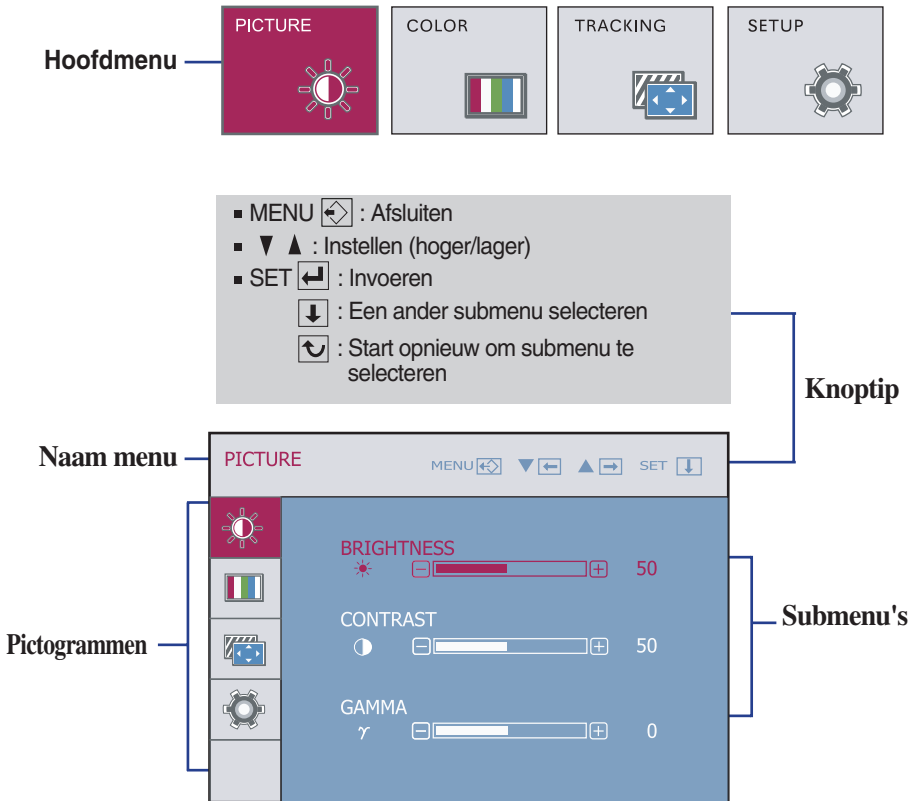 PICTURE
COLOR
TRACKING
SETUP
Hoofdmenu
MENU : Afsluiten
▼ ▲ : Instellen (hoger/lager)
SET : Invoeren
: Een ander submenu selecteren
: Start opnieuw om submenu te
selecteren
Knoptip
Naam menu
PICTURE MENU ▼ ▲ SET
BRIGHTNESS
50
CONTRAST
50
GAMMA
γ 0
Submenu's
Pictogrammen